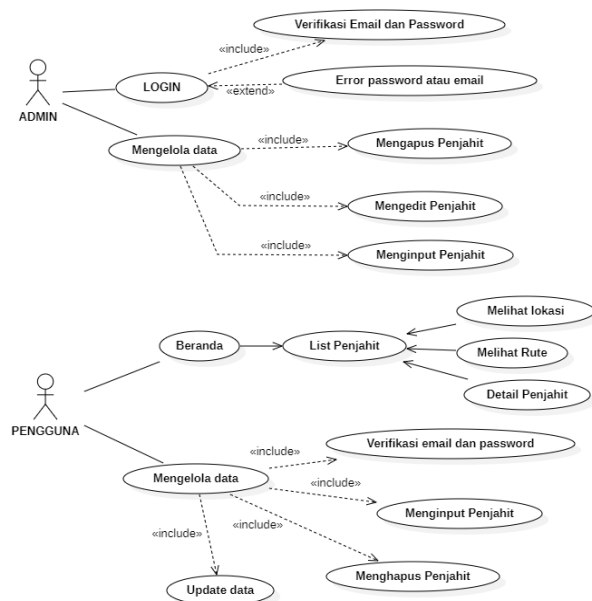 Verifikasi Email dan Password
«include»
LOGIN
Error password atau email
«extend»
ADMIN
Mengelola data
«include»
Mengapus Penjahit
«include»
Mengedit Penjahit
«include»
Menginput Penjahit
Melihat lokasi
Beranda
List Penjahit
Melihat Rute
Detail Penjahit
PENGGUNA
Verifikasi email dan password
«include»
Mengelola data
«include»
Menginput Penjahit
«include»
«include»
Menghapus Penjahit
Update data